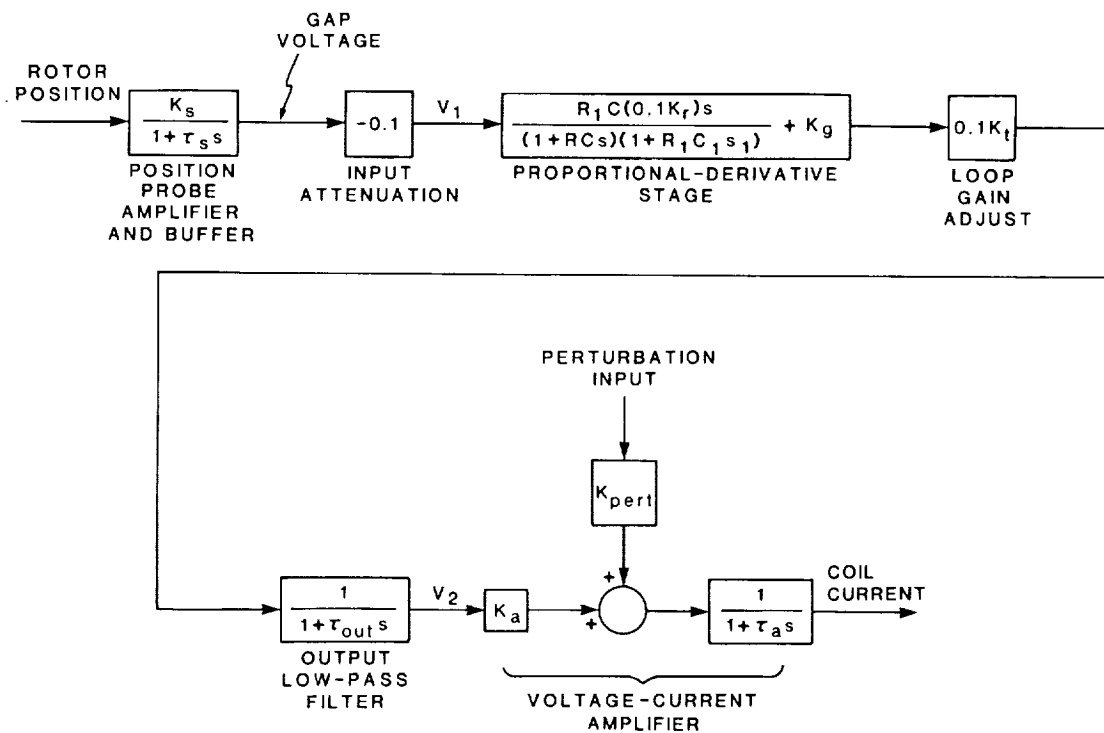 GAP
VOLTAGE
ROTOR
POSITION
K_s
1 + τ_s s
POSITION
PROBE
AMPLIFIER
AND BUFFER
-0.1
INPUT
ATTENUATION
V_1
R_1 C(0.1K_r)s
(1+RCs)(1+R_1 C_1 s_1)
+ K_g
PROPORTIONAL-DERIVATIVE
STAGE
0.1K_t
LOOP
GAIN
ADJUST
PERTURBATION
INPUT
K_pert
+
1
1+τ_out s
OUTPUT
LOW-PASS
FILTER
V_2
K_a
+
1
1+τ_a s
COIL
CURRENT
VOLTAGE-CURRENT
AMPLIFIER